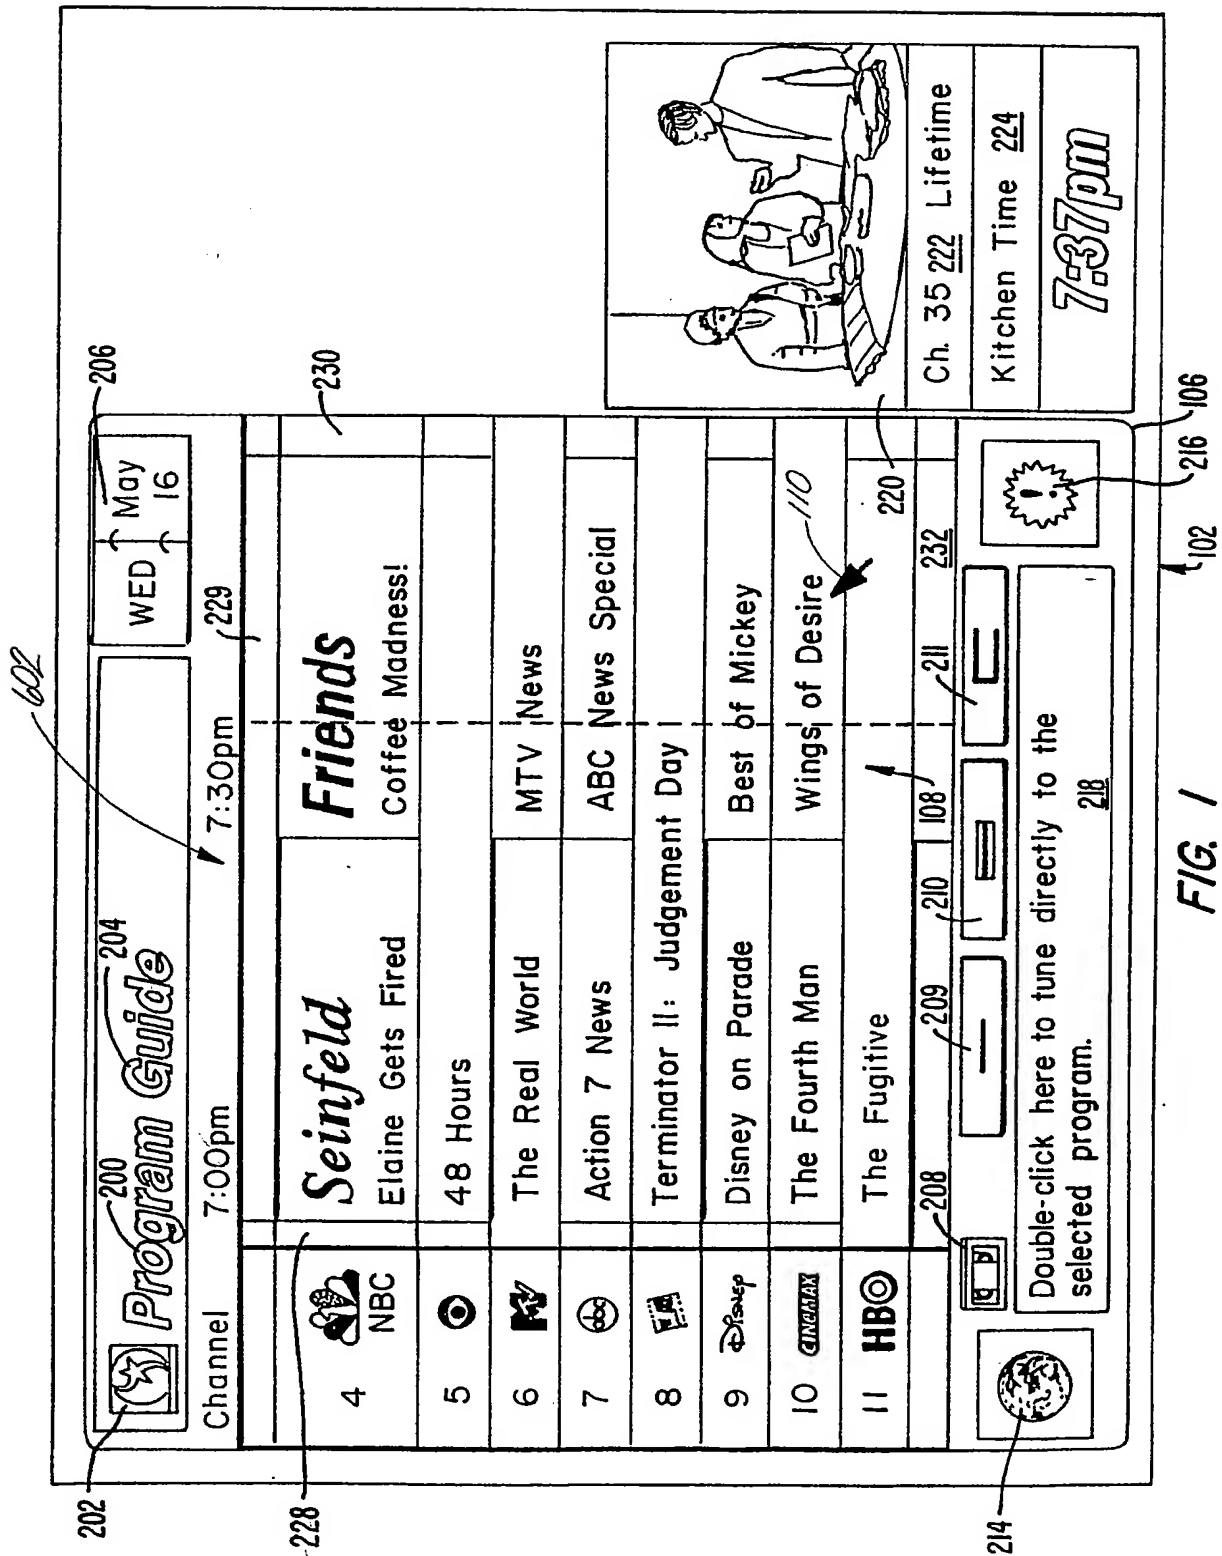 602
206
202
200
Program Guide
204
WED
May
16
Channel
7:00pm
7:30pm
229
228
230
4
NBC
Seinfeld
Elaine Gets Fired
Friends
Coffee Madness!
5
48 Hours
6
MTV
The Real World
MTV News
7
abc
Action 7 News
ABC News Special
8
Terminator II: Judgement Day
9
Disney
Disney on Parade
Best of Mickey
10
CINEMAX
The Fourth Man
Wings of Desire
110
11
HBO
The Fugitive
220
208
209
210
108
211
232
Ch. 35 222 Lifetime
Kitchen Time 224
7:37pm
Double-click here to tune directly to the
selected program.
218
214
102
216
106
FIG. 1